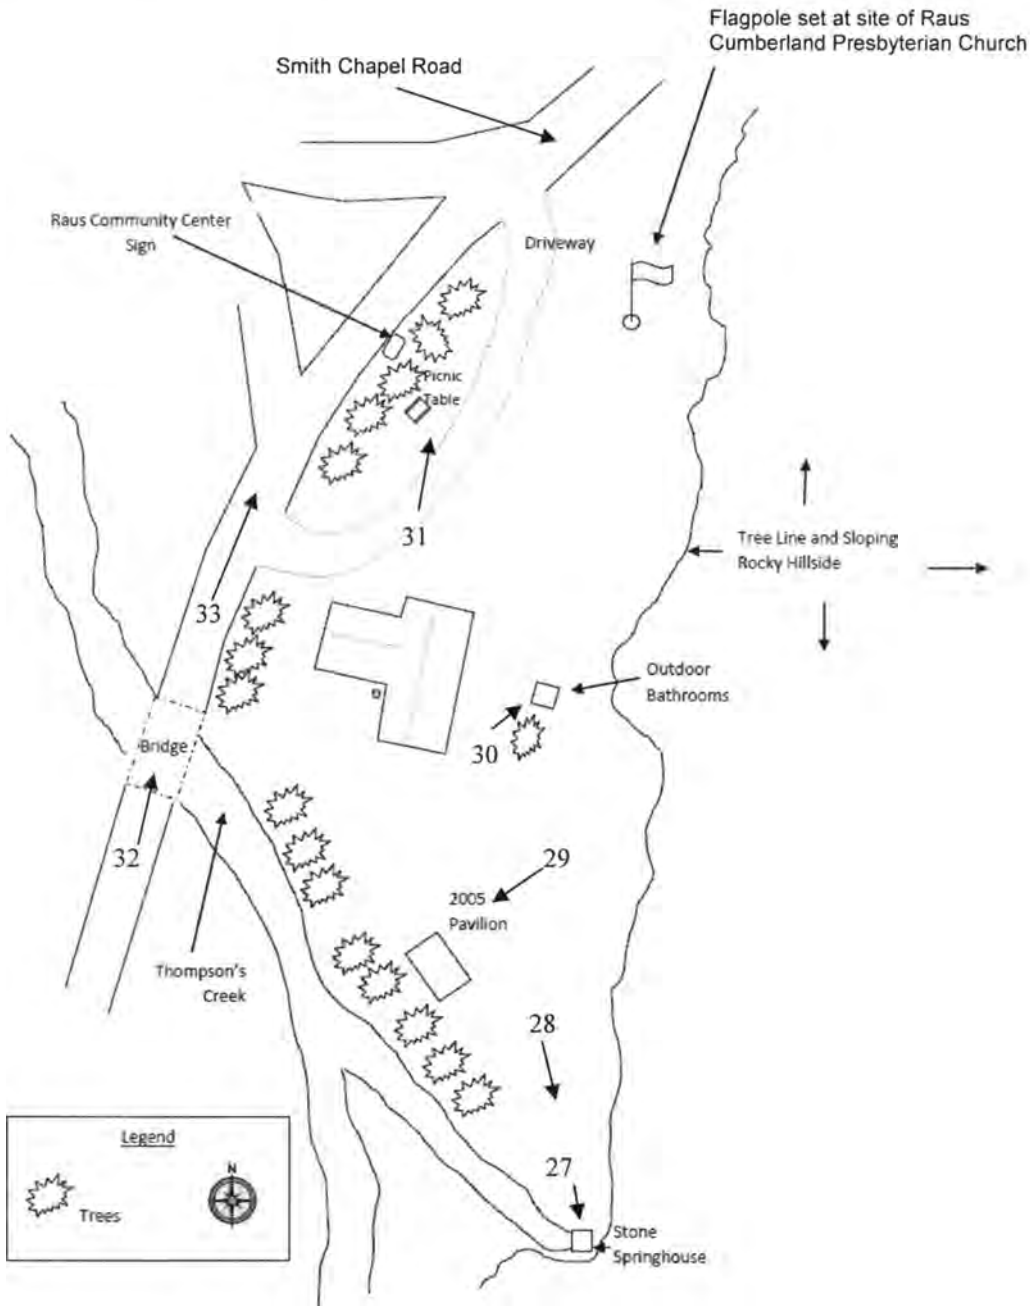 Flagpole set at site of Raus
Cumberland Presbyterian Church
Smith Chapel Road
Raus Community Center
Sign
Driveway
Picnic
Table
31
33
Tree Line and Sloping
Rocky Hillside
Outdoor
Bathrooms
30
Bridge
32
29
2005
Pavilion
Thompson's
Creek
28
27
Stone
Springhouse
Legend
N
Trees